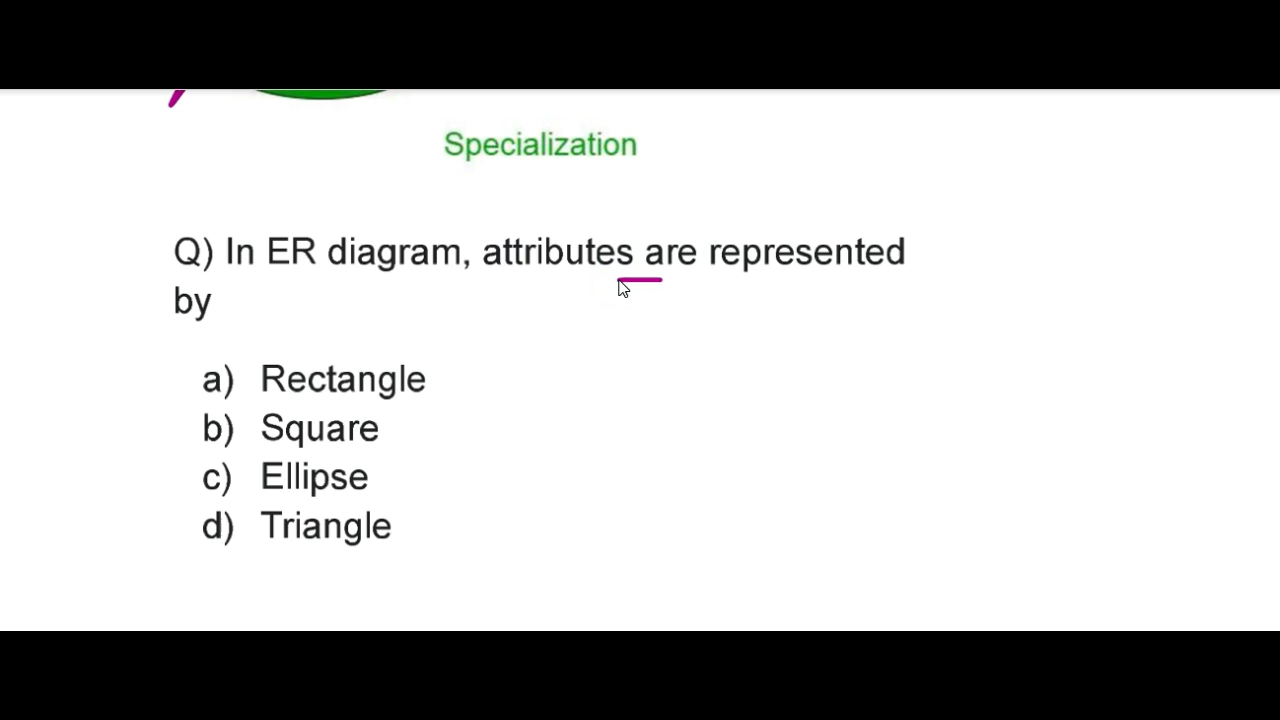 Specialization
Q) In ER diagram, attributes are represented
by
a) Rectangle
b) Square
c) Ellipse
d) Triangle